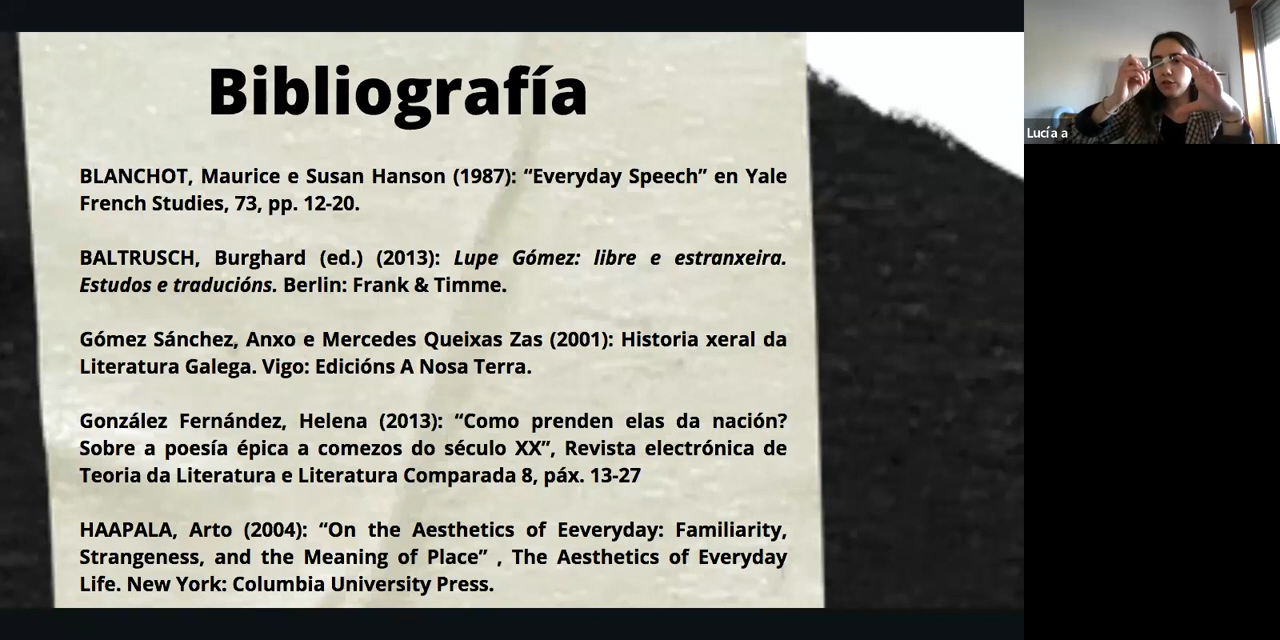 Bibliografía
BLANCHOT, Maurice e Susan Hanson (1987): “Everyday Speech” en Yale
French Studies, 73, pp. 12-20.
BALTRUSCH, Burghard (ed.) (2013): Lupe Gómez: libre e estranxeira.
Estudos e traducións. Berlin: Frank & Timme.
Gómez Sánchez, Anxo e Mercedes Queixas Zas (2001): Historia xeral da
Literatura Galega. Vigo: Edicións A Nosa Terra.
González Fernández, Helena (2013): “Como prenden elas da nación?
Sobre a poesía épica a comezos do século XX”, Revista electrónica de
Teoria da Literatura e Literatura Comparada 8, páx. 13-27
HAAPALA, Arto (2004): “On the Aesthetics of Eeveryday: Familiarity,
Strangeness, and the Meaning of Place” , The Aesthetics of Everyday
Life. New York: Columbia University Press.
Lucía a